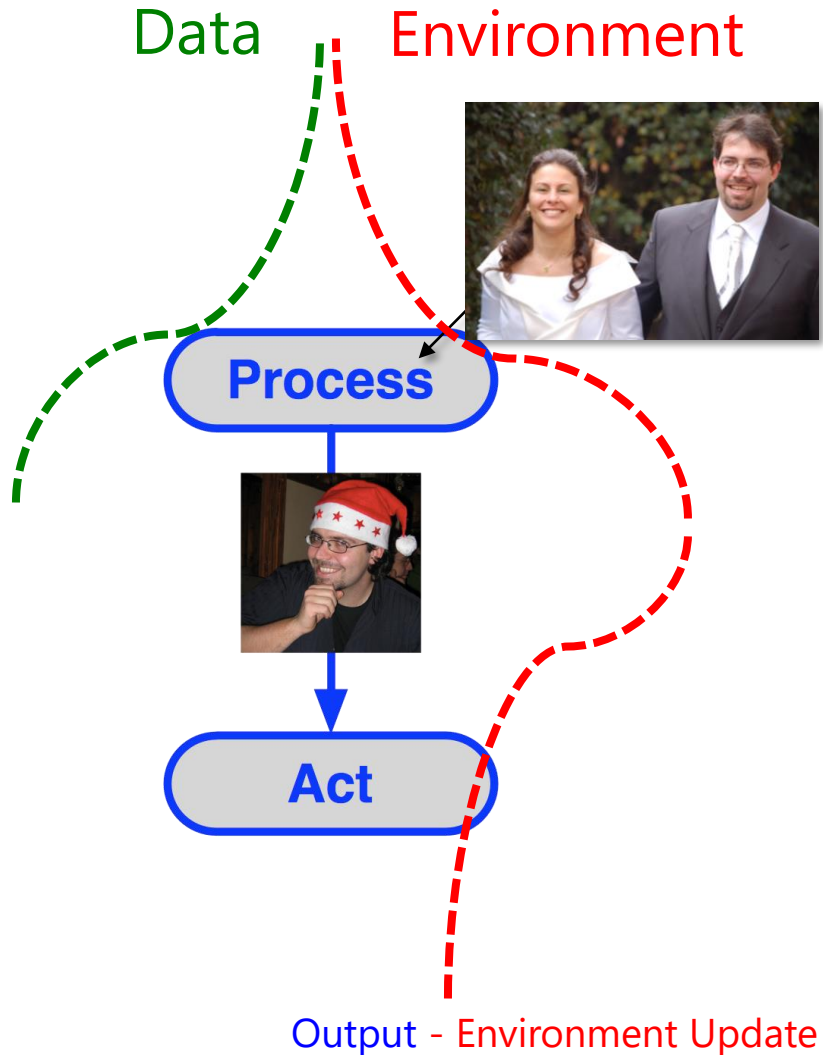 Data Environment
Process
Act
Output - Environment Update